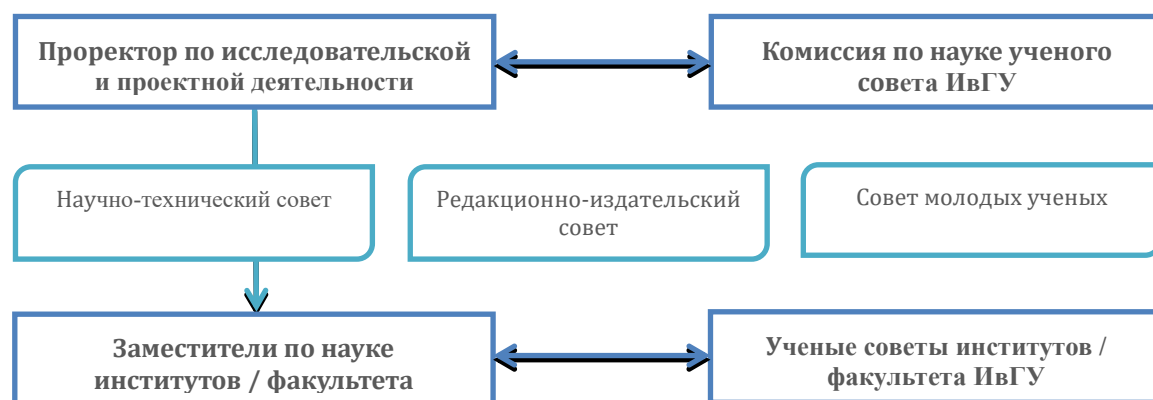 Проректор по исследовательской
и проектной деятельности
Комиссия по науке ученого
совета ИвГУ
Научно-технический совет
Редакционно-издательский
совет
Совет молодых ученых
Заместители по науке
институтов / факультета
Ученые советы институтов /
факультета ИвГУ